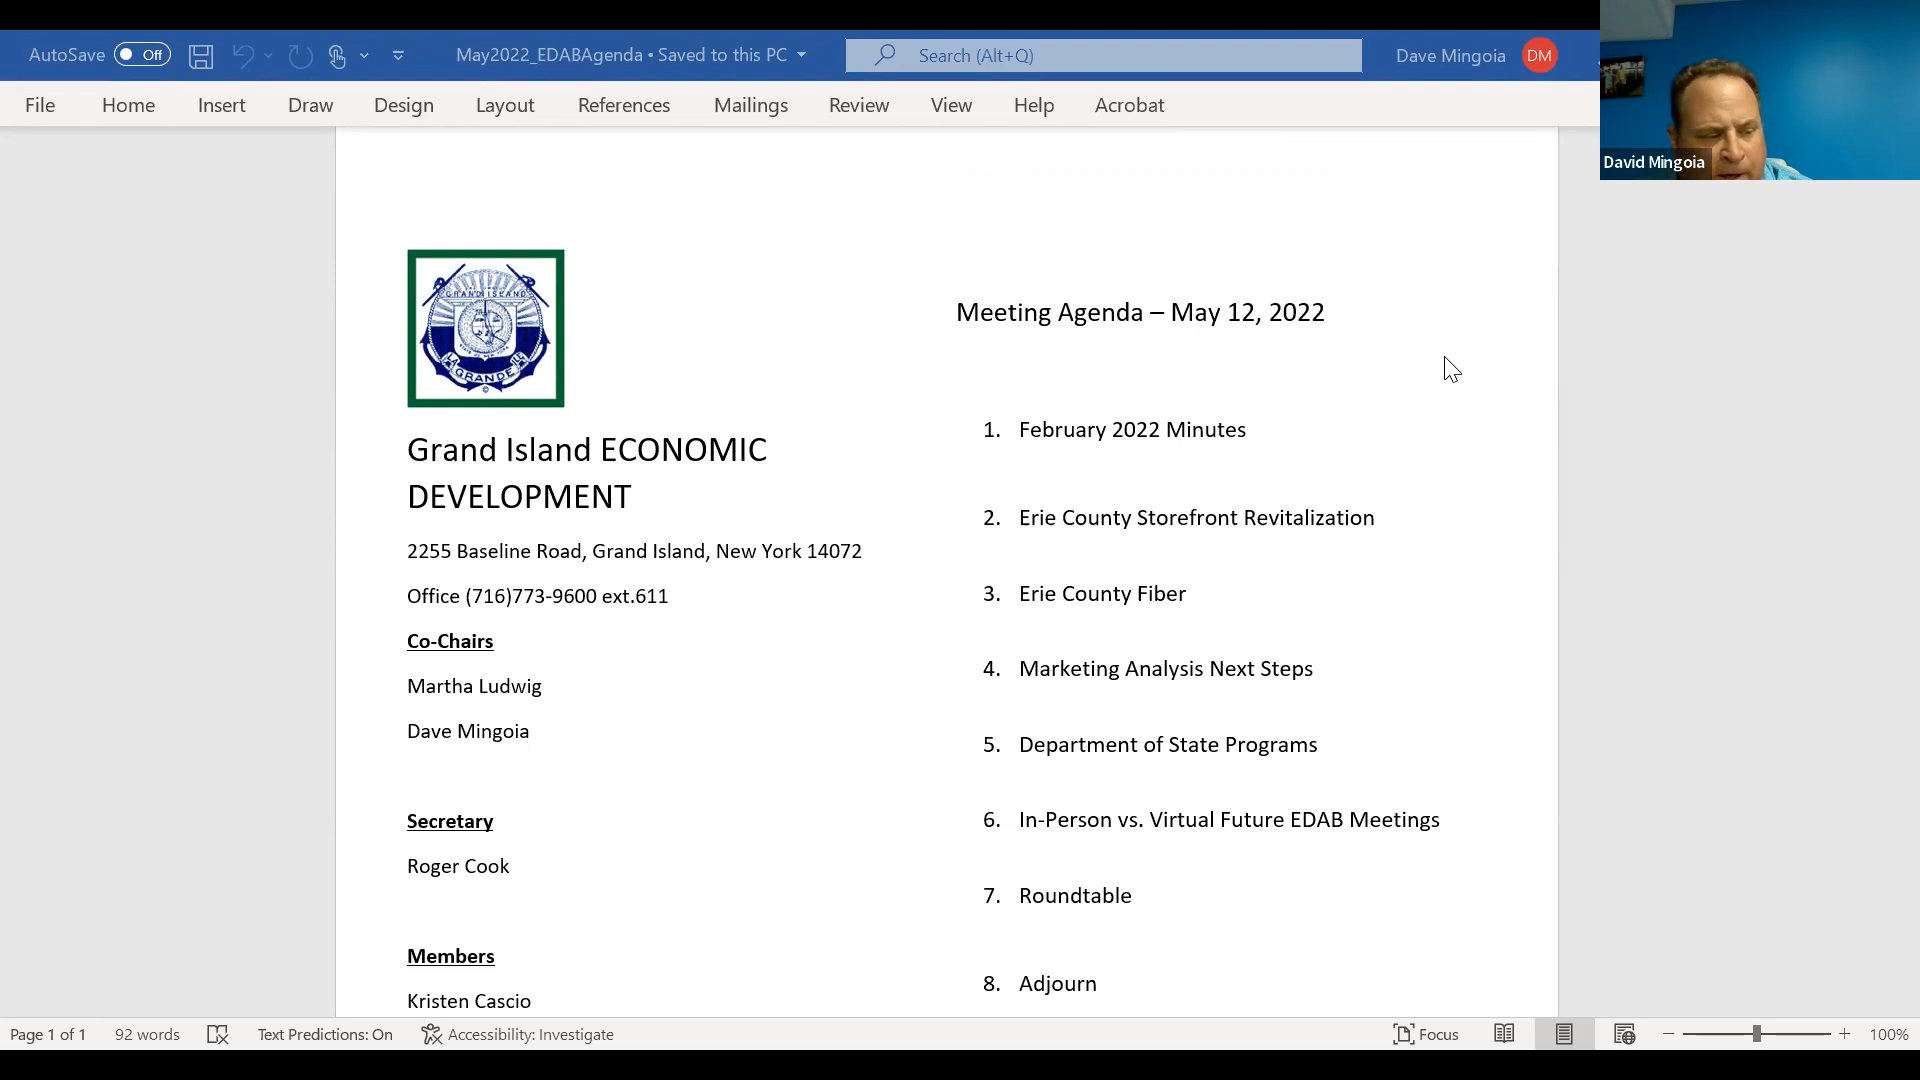 AutoSave Off May2022_EDABAgenda • Saved to this PC Search (Alt+Q) Dave Mingoia DM
File Home Insert Draw Design Layout References Mailings Review View Help Acrobat
David Mingoia
GRAND ISLAND
LA GRANDE ILE
Meeting Agenda – May 12, 2022
Grand Island ECONOMIC
DEVELOPMENT
2255 Baseline Road, Grand Island, New York 14072
Office (716)773-9600 ext.611
Co-Chairs
Martha Ludwig
Dave Mingoia
Secretary
Roger Cook
Members
Kristen Cascio
1. February 2022 Minutes
2. Erie County Storefront Revitalization
3. Erie County Fiber
4. Marketing Analysis Next Steps
5. Department of State Programs
6. In-Person vs. Virtual Future EDAB Meetings
7. Roundtable
8. Adjourn
Page 1 of 1 92 words Text Predictions: On Accessibility: Investigate Focus 100%